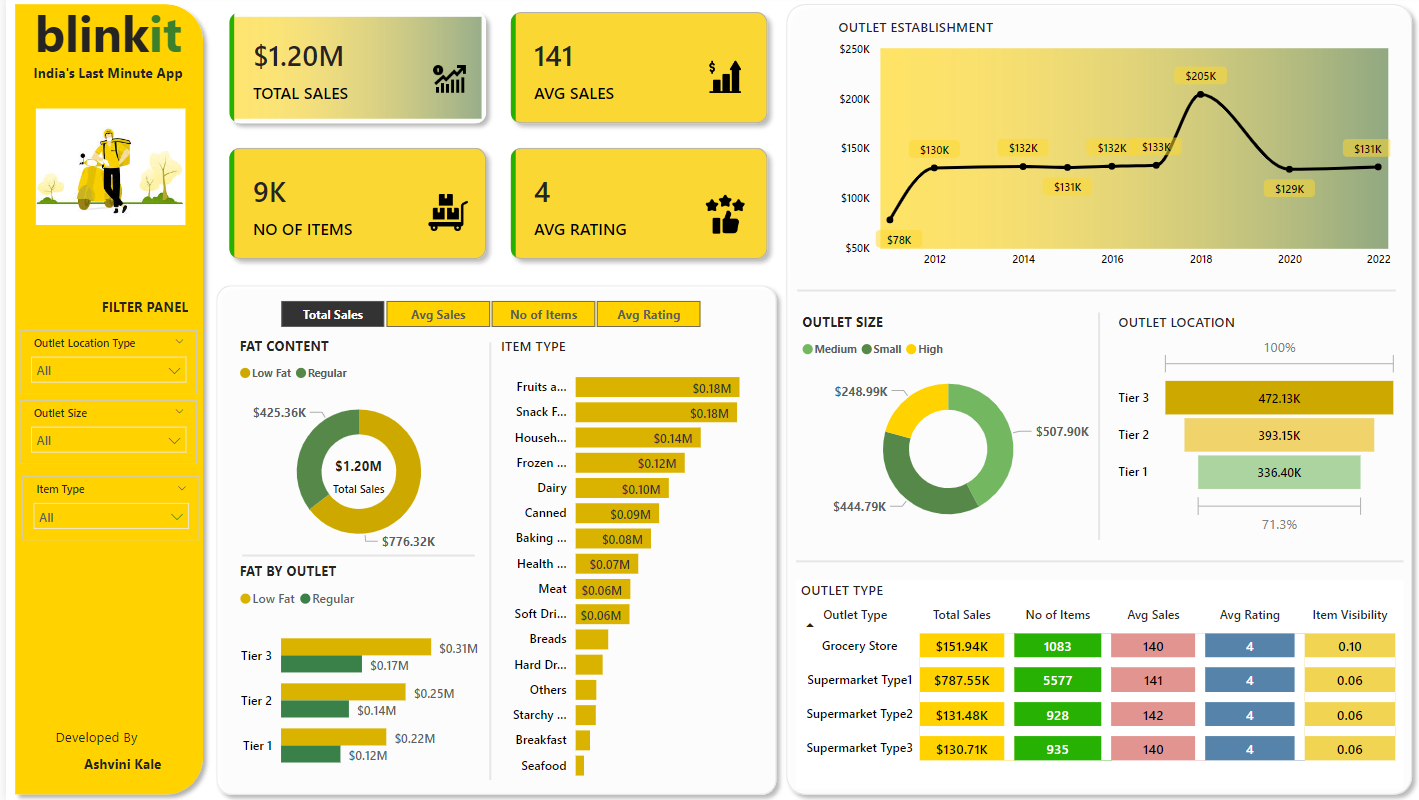 blinkit
India's Last Minute App
FILTER PANEL
Outlet Location Type
All
Outlet Size
All
Item Type
All
Developed By
Ashvini Kale
$1.20M
TOTAL SALES
141
AVG SALES
9K
NO OF ITEMS
4
AVG RATING
Total Sales
Avg Sales
No of Items
Avg Rating
FAT CONTENT
Low Fat Regular
$425.36K
$1.20M
Total Sales
$776.32K
FAT BY OUTLET
Low Fat Regular
Tier 3 $0.31M
$0.17M
Tier 2 $0.25M
$0.14M
Tier 1 $0.22M
$0.12M
ITEM TYPE
Fruits a... $0.18M
Snack F... $0.18M
Househ... $0.14M
Frozen ... $0.12M
Dairy $0.10M
Canned $0.09M
Baking ... $0.08M
Health ... $0.07M
Meat $0.06M
Soft Dri... $0.06M
Breads
Hard Dr...
Others
Starchy ...
Breakfast
Seafood
OUTLET ESTABLISHMENT
$250K
$200K
$150K
$100K
$50K
$78K
$130K
$132K
$131K
$132K
$133K
$205K
$129K
$131K
2012 2014 2016 2018 2020 2022
OUTLET SIZE
Medium Small High
$248.99K
$507.90K
$444.79K
OUTLET LOCATION
100%
Tier 3 472.13K
Tier 2 393.15K
Tier 1 336.40K
71.3%
OUTLET TYPE
Outlet Type Total Sales No of Items Avg Sales Avg Rating Item Visibility
Grocery Store $151.94K 1083 140 4 0.10
Supermarket Type1 $787.55K 5577 141 4 0.06
Supermarket Type2 $131.48K 928 142 4 0.06
Supermarket Type3 $130.71K 935 140 4 0.06